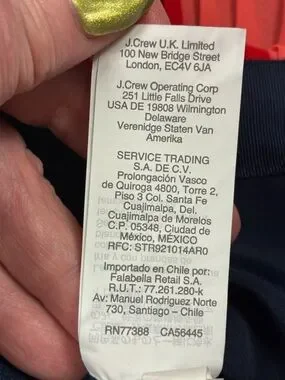 J.Crew U.K. Limited
100 New Bridge Street
London, EC4V 6JA
J.Crew Operating Corp
251 Little Falls Drive
USA DE 19808 Wilmington
Delaware
Verenidge Staten Van
Amerika
SERVICE TRADING
S.A. DE C.V.
Prolongación Vasco
de Quiroga 4800, Torre 2,
Piso 3 Col. Santa Fe
Cuajimalpa, Del.
Cuajimalpa de Morelos
C.P. 05348, Ciudad de
México, MÉXICO
RFC: STR921014AR0
Importado en Chile por:
Falabella Retail S.A.
R.U.T.: 77.261.280-k
Av: Manuel Rodriguez Norte
730, Santiago - Chile
RN77388 CA56445